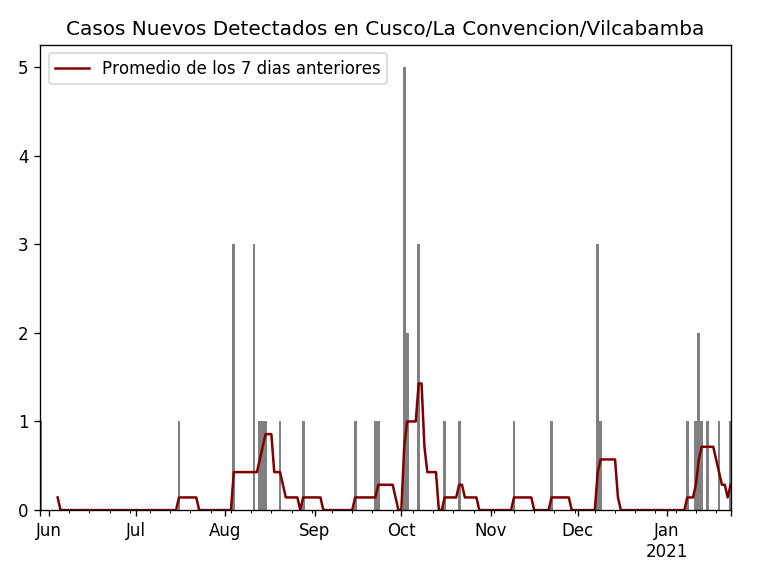 Casos Nuevos Detectados en Cusco/La Convencion/Vilcabamba
Promedio de los 7 dias anteriores
5
4
3
2
1
0
Jun Jul Aug Sep Oct Nov Dec Jan
2021